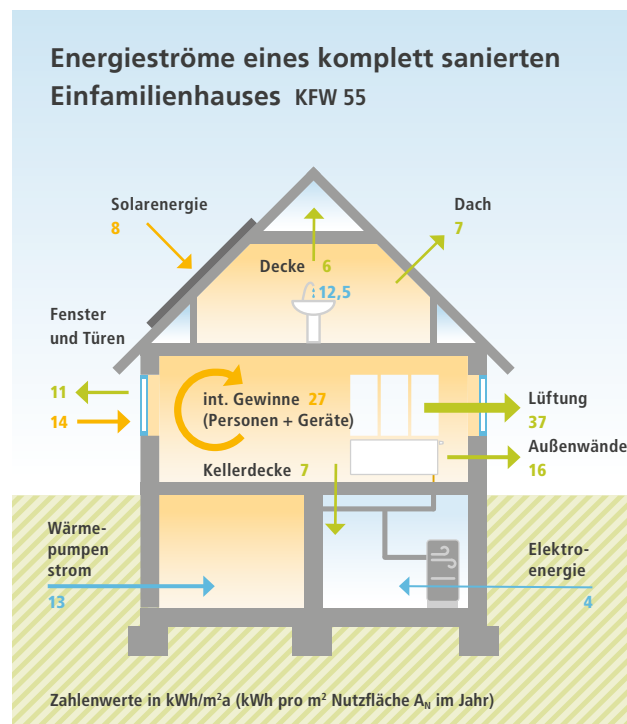 Energieströme eines komplett sanierten
Einfamilienhauses KFW 55
Solarenergie
8
Dach
7
Decke 6
12,5
Fenster
und Türen
11
14
int. Gewinne 27
(Personen + Geräte)
Lüftung
37
Außenwände
16
Kellerdecke 7
Wärme-
pumpen
strom
13
Elektro-
energie
4
Zahlenwerte in kWh/m²a (kWh pro m² Nutzfläche Aₙ im Jahr)